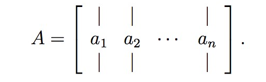 A = [ | | | 
a₁ a₂ ⋯ aₙ
| | | ] .